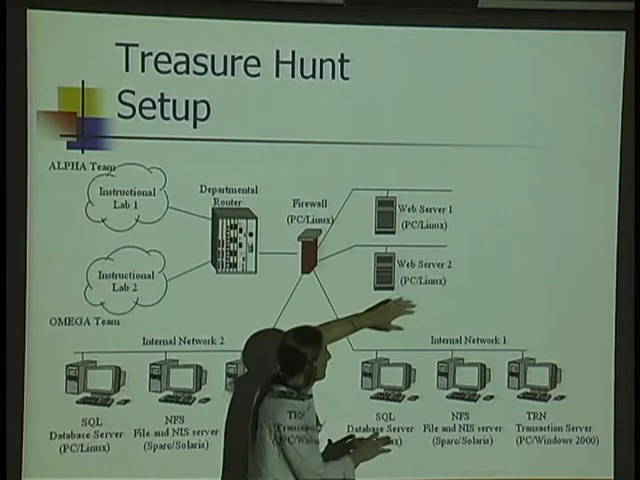 Treasure Hunt
Setup
ALPHA Team
Instructional
Lab 1
Departmental
Router
Firewall
(PC/Linux)
Web Server 1
(PC/Linux)
Instructional
Lab 2
Web Server 2
(PC/Linux)
OMEGA Team
Internal Network 2
Internal Network 1
SQL
Database Server
(PC/Linux)
NFS
File and NIS server
(Sparc/Solaris)
SQL
Database Server
NFS
File and NIS server
(Sparc/Solaris)
TRN
Transaction Server
(PC/Windows 2000)